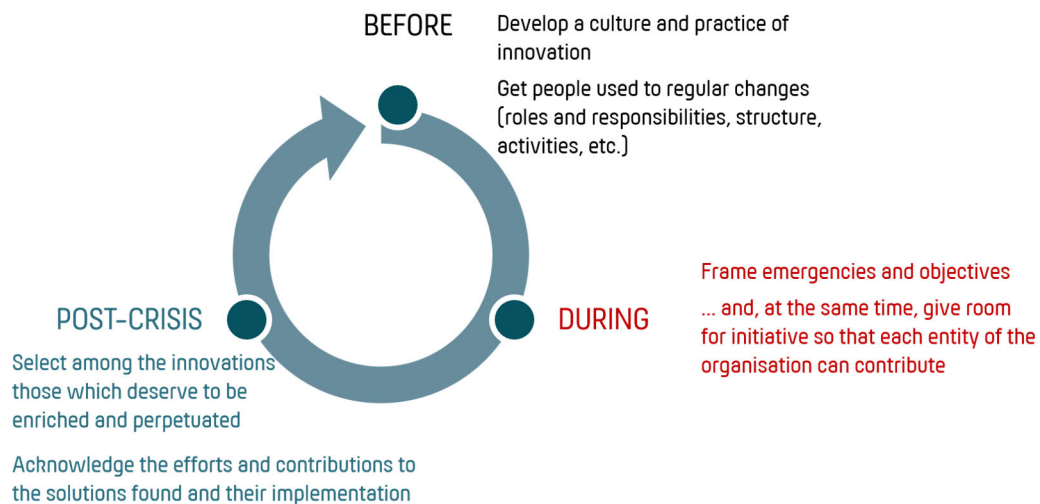 BEFORE
Develop a culture and practice of
innovation
Get people used to regular changes
(roles and responsibilities, structure,
activities, etc.)
DURING
Frame emergencies and objectives
... and, at the same time, give room
for initiative so that each entity of the
organisation can contribute
POST-CRISIS
Select among the innovations
those which deserve to be
enriched and perpetuated
Acknowledge the efforts and contributions to
the solutions found and their implementation